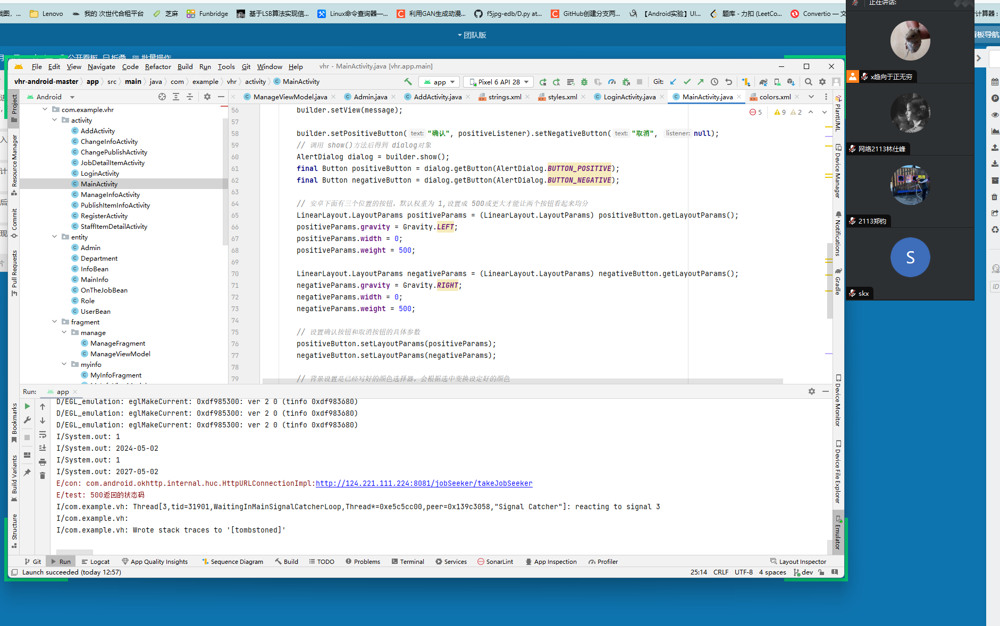 Lenovo
我的 次世代合租平台
芝麻
Funbridge
基于LSB算法实现信...
Linux命令查询器—...
利用GAN生成动漫...
f5jpg-edb/D.py at...
GitHub创建分支两...
【Android实验】UI...
题库 - 力扣 (LeetCo...
Convertio — 文
计算器：
正在讲话:
团队版
看板导航
公开看板 折叠 批量操作
File Edit View Navigate Code Refactor Build Run Tools Git Window Help
vhr - MainActivity.java [vhr.app.main]
vhr-android-master app src main java com example vhr activity MainActivity
app
Pixel 6 API 28
Git:
Android
ManageViewModel.java
Admin.java
AddActivity.java
strings.xml
styles.xml
LoginActivity.java
MainActivity.java
colors.xml
Project
Resource Manager
Commit
Pull Requests
Bookmarks
Build Variants
Structure
com.example.vhr
activity
AddActivity
ChangeInfoActivity
ChangePublishActivity
JobDetailItemActivity
LoginActivity
MainActivity
ManageInfoActivity
PublishItemInfoActivity
RegisterActivity
StaffItemDetailActivity
entity
Admin
Department
InfoBean
MainInfo
OnTheJobBean
Role
UserBean
fragment
manage
ManageFragment
ManageViewModel
myinfo
MyInfoFragment
5 9 2
56 builder.setView(message);
57
58 builder.setPositiveButton( text: "确认", positiveListener).setNegativeButton( text: "取消", listener: null);
59 // 调用 show()方法后得到 dialog对象
60 AlertDialog dialog = builder.show();
61 final Button positiveButton = dialog.getButton(AlertDialog.BUTTON_POSITIVE);
62 final Button negativeButton = dialog.getButton(AlertDialog.BUTTON_NEGATIVE);
63
64 // 安卓下面有三个位置的按钮，默认权重为 1,设置成 500或更大才能让两个按钮看起来均分
65 LinearLayout.LayoutParams positiveParams = (LinearLayout.LayoutParams) positiveButton.getLayoutParams();
66 positiveParams.gravity = Gravity.LEFT;
67 positiveParams.width = 0;
68 positiveParams.weight = 500;
69
70 LinearLayout.LayoutParams negativeParams = (LinearLayout.LayoutParams) negativeButton.getLayoutParams();
71 negativeParams.gravity = Gravity.RIGHT;
72 negativeParams.width = 0;
73 negativeParams.weight = 500;
74
75 // 设置确认按钮和取消按钮的具体参数
76 positiveButton.setLayoutParams(positiveParams);
77 negativeButton.setLayoutParams(negativeParams);
78
79 // 背景设置是已经写好的颜色选择器，会根据选中变换设定好的颜色
PlantUML
Device Manager
Notifications
Gradle
Device Monitor
Device File Explorer
Emulator
x趋向于正无穷
网络2113林仕峰
2113郑钧
S
skx
ID
Run: app
D/EGL_emulation: eglMakeCurrent: 0xdf985300: ver 2 0 (tinfo 0xdf983680)
D/EGL_emulation: eglMakeCurrent: 0xdf985300: ver 2 0 (tinfo 0xdf983680)
D/EGL_emulation: eglMakeCurrent: 0xdf985300: ver 2 0 (tinfo 0xdf983680)
I/System.out: 1
I/System.out: 2024-05-02
I/System.out: 1
I/System.out: 2027-05-02
E/con: com.android.okhttp.internal.huc.HttpURLConnectionImpl:http://124.221.111.224:8081/jobSeeker/takeJobSeeker
E/test: 500返回的状态码
I/com.example.vh: Thread[3,tid=31901,WaitingInMainSignalCatcherLoop,Thread*=0xe5c5cc00,peer=0x139c3058,"Signal Catcher"]: reacting to signal 3
I/com.example.vh:
I/com.example.vh: Wrote stack traces to '[tombstoned]'
Git Run Logcat App Quality Insights Sequence Diagram Build TODO Problems Terminal Services SonarLint App Inspection Profiler Layout Inspector
Launch succeeded (today 12:57)
25:14 CRLF UTF-8 4 spaces dev